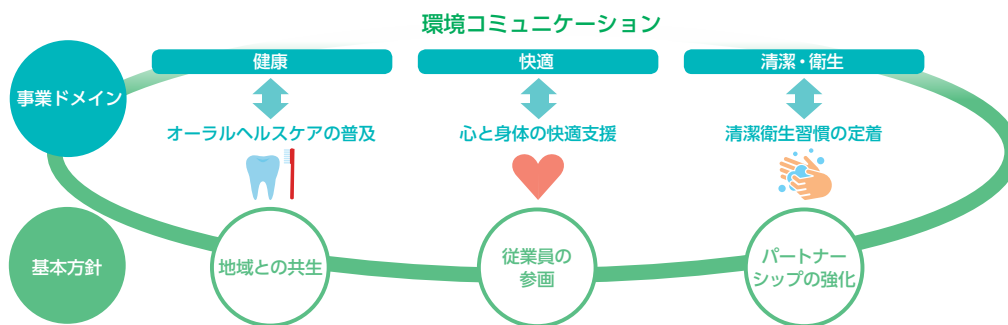 環境コミュニケーション
事業ドメイン
健康
快適
清潔・衛生
オーラルヘルスケアの普及
心と身体の快適支援
清潔衛生習慣の定着
基本方針
地域との共生
従業員の
参画
パートナー
シップの強化